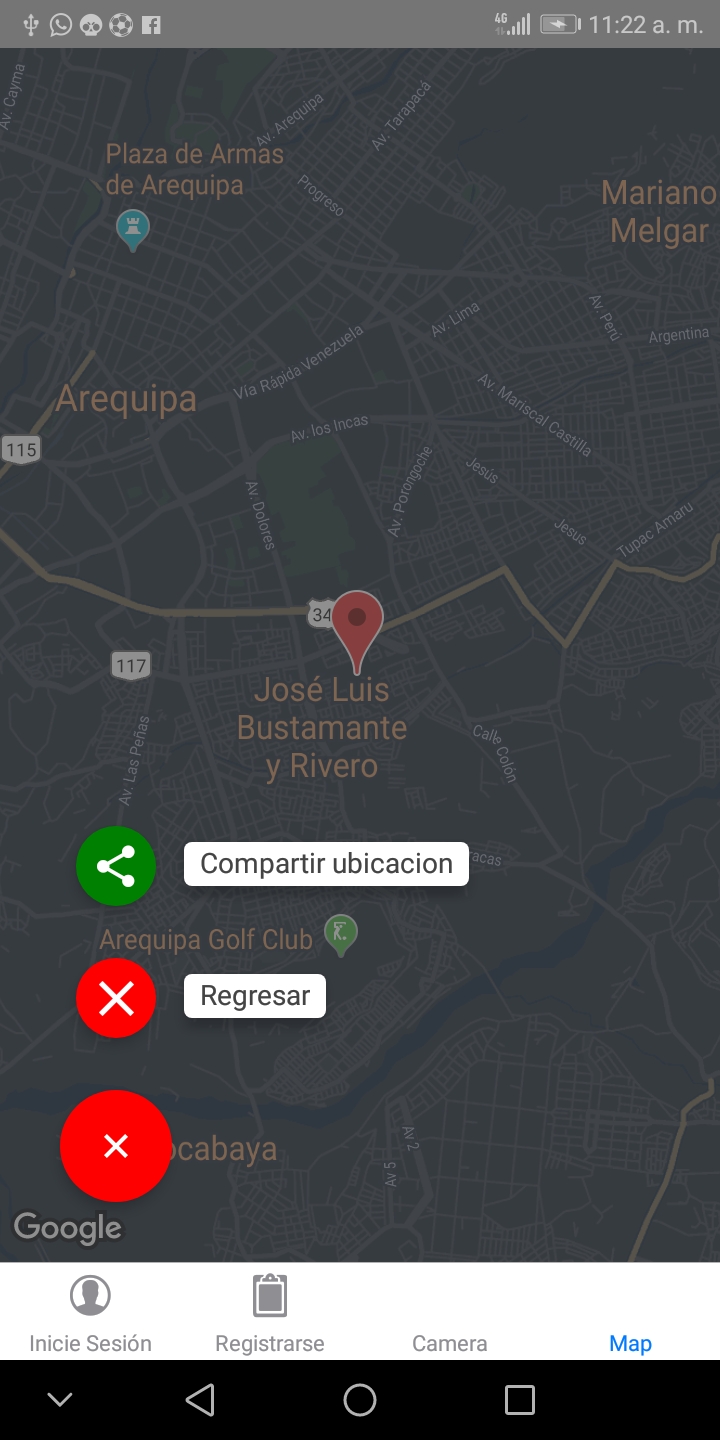 4G 11:22 a. m.
Av. Cayma
Av. Arequipa
Av. Tarapacá
Plaza de Armas
de Arequipa
Progreso
Mariano
Melgar
Av. Lima
Av. Perú
Argentina
Vía Rápida Venezuela
Arequipa
Av. Mariscal Castilla
Av. los Incas
115
Jesús
Av. Porongoche
Av. Dolores
Jesus
Tupac Amaru
34
117
José Luis
Bustamante
y Rivero
Calle Colón
Av. Las Peñas
Compartir ubicacion
acas
Arequipa Golf Club
Regresar
ocabaya
Av 2
Av 5
Google
Inicie Sesión
Registrarse
Camera
Map